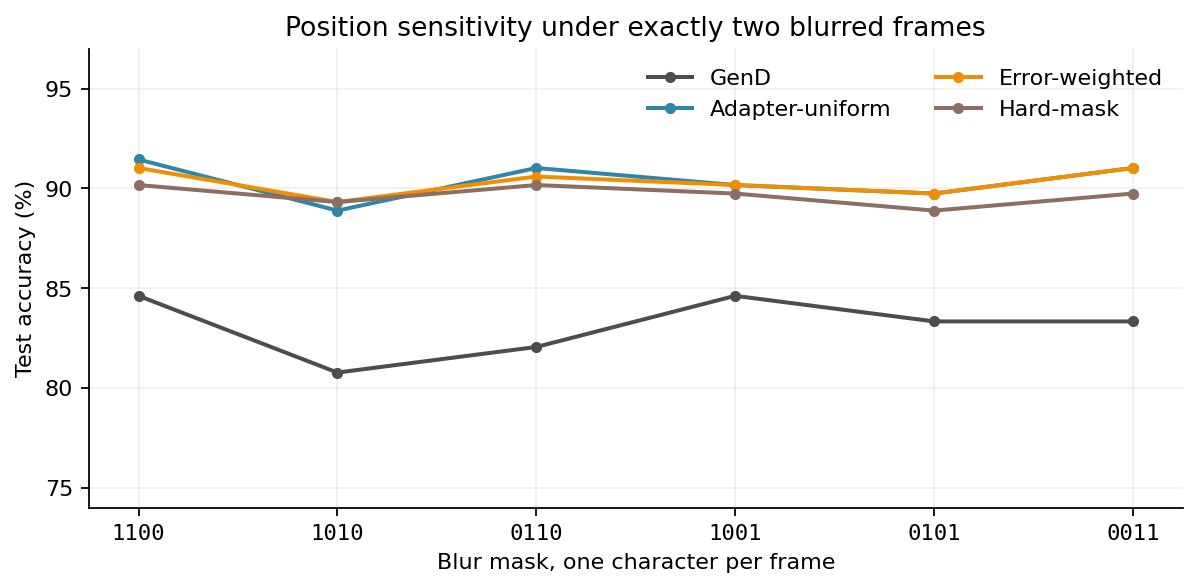 Position sensitivity under exactly two blurred frames
GenD
Adapter-uniform
Error-weighted
Hard-mask
Test accuracy (%)
95
90
85
80
75
1100
1010
0110
1001
0101
0011
Blur mask, one character per frame